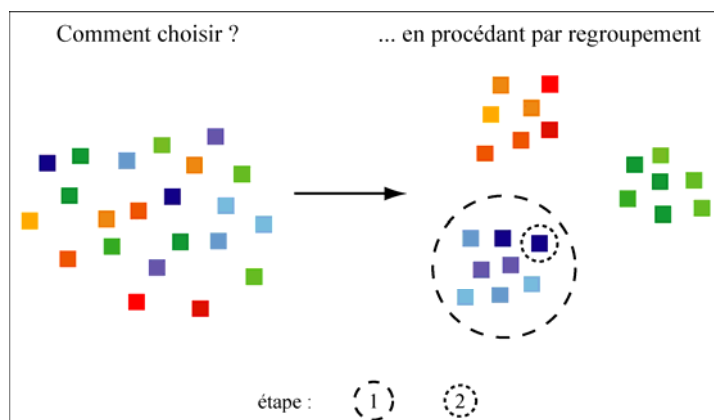 Comment choisir ?
... en procédant par regroupement
étape : 1 2